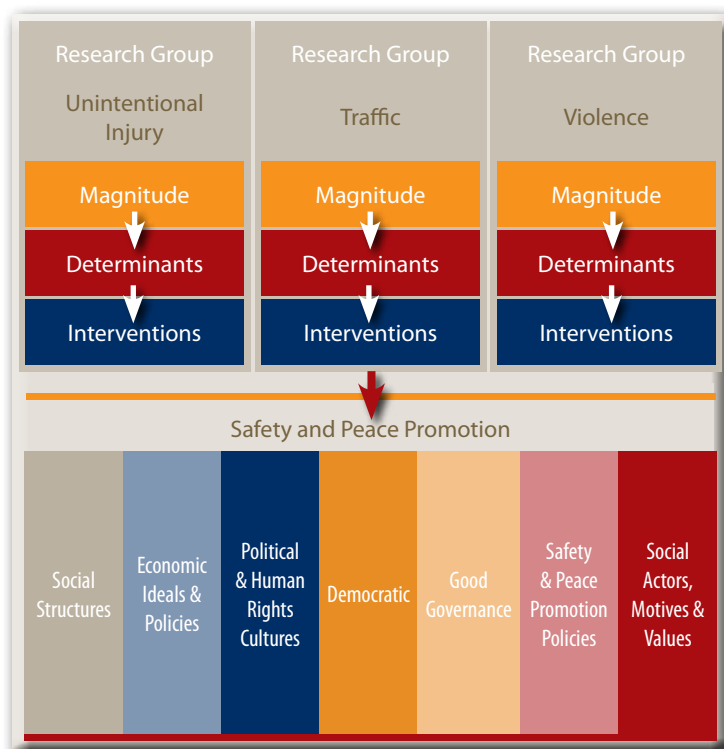 Research Group
Unintentional
Injury
Magnitude
Determinants
Interventions
Research Group
Traffic
Magnitude
Determinants
Interventions
Research Group
Violence
Magnitude
Determinants
Interventions
Safety and Peace Promotion
Social
Structures
Economic
Ideals &
Policies
Political
& Human
Rights
Cultures
Democratic
Good
Governance
Safety
& Peace
Promotion
Policies
Social
Actors,
Motives &
Values